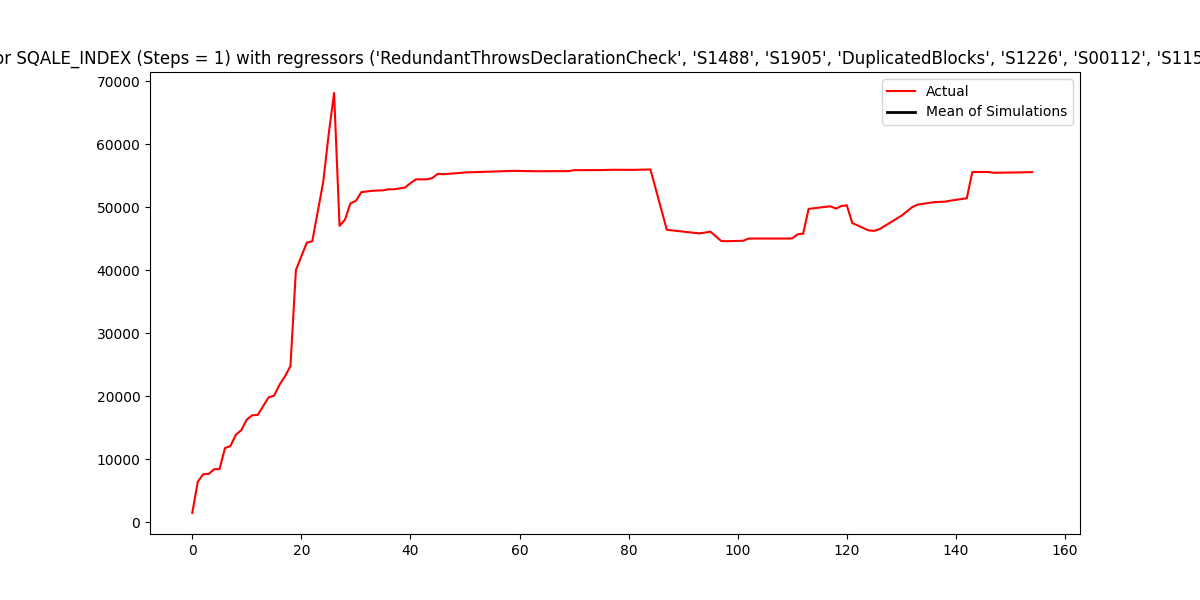 or SQALE_INDEX (Steps = 1) with regressors ('RedundantThrowsDeclarationCheck', 'S1488', 'S1905', 'DuplicatedBlocks', 'S1226', 'S00112', 'S115
Actual
Mean of Simulations
70000
60000
50000
40000
30000
20000
10000
0
0 20 40 60 80 100 120 140 160